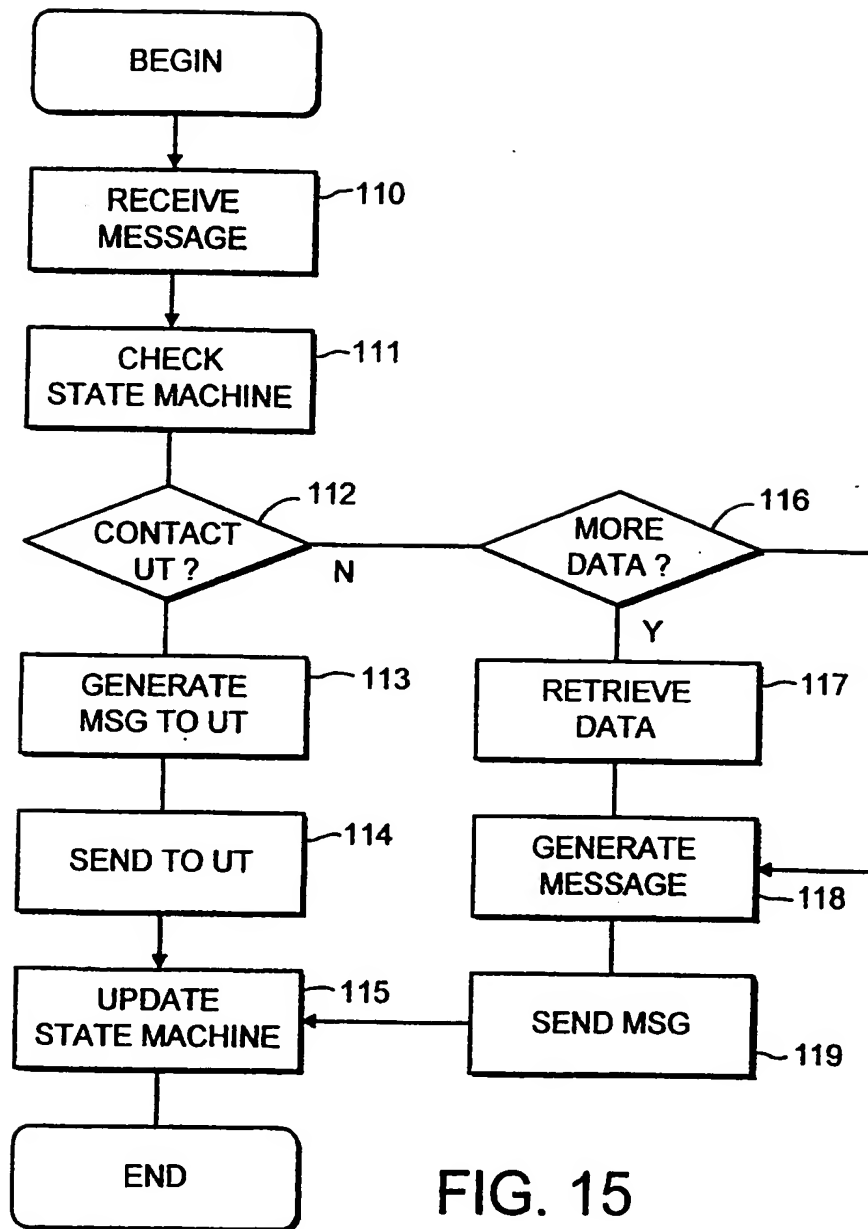 BEGIN
RECEIVE
MESSAGE
110
CHECK
STATE MACHINE
111
CONTACT
UT ?
112
N
MORE
DATA ?
116
Y
GENERATE
MSG TO UT
113
RETRIEVE
DATA
117
SEND TO UT
114
GENERATE
MESSAGE
118
UPDATE
STATE MACHINE
115
SEND MSG
119
END
FIG. 15